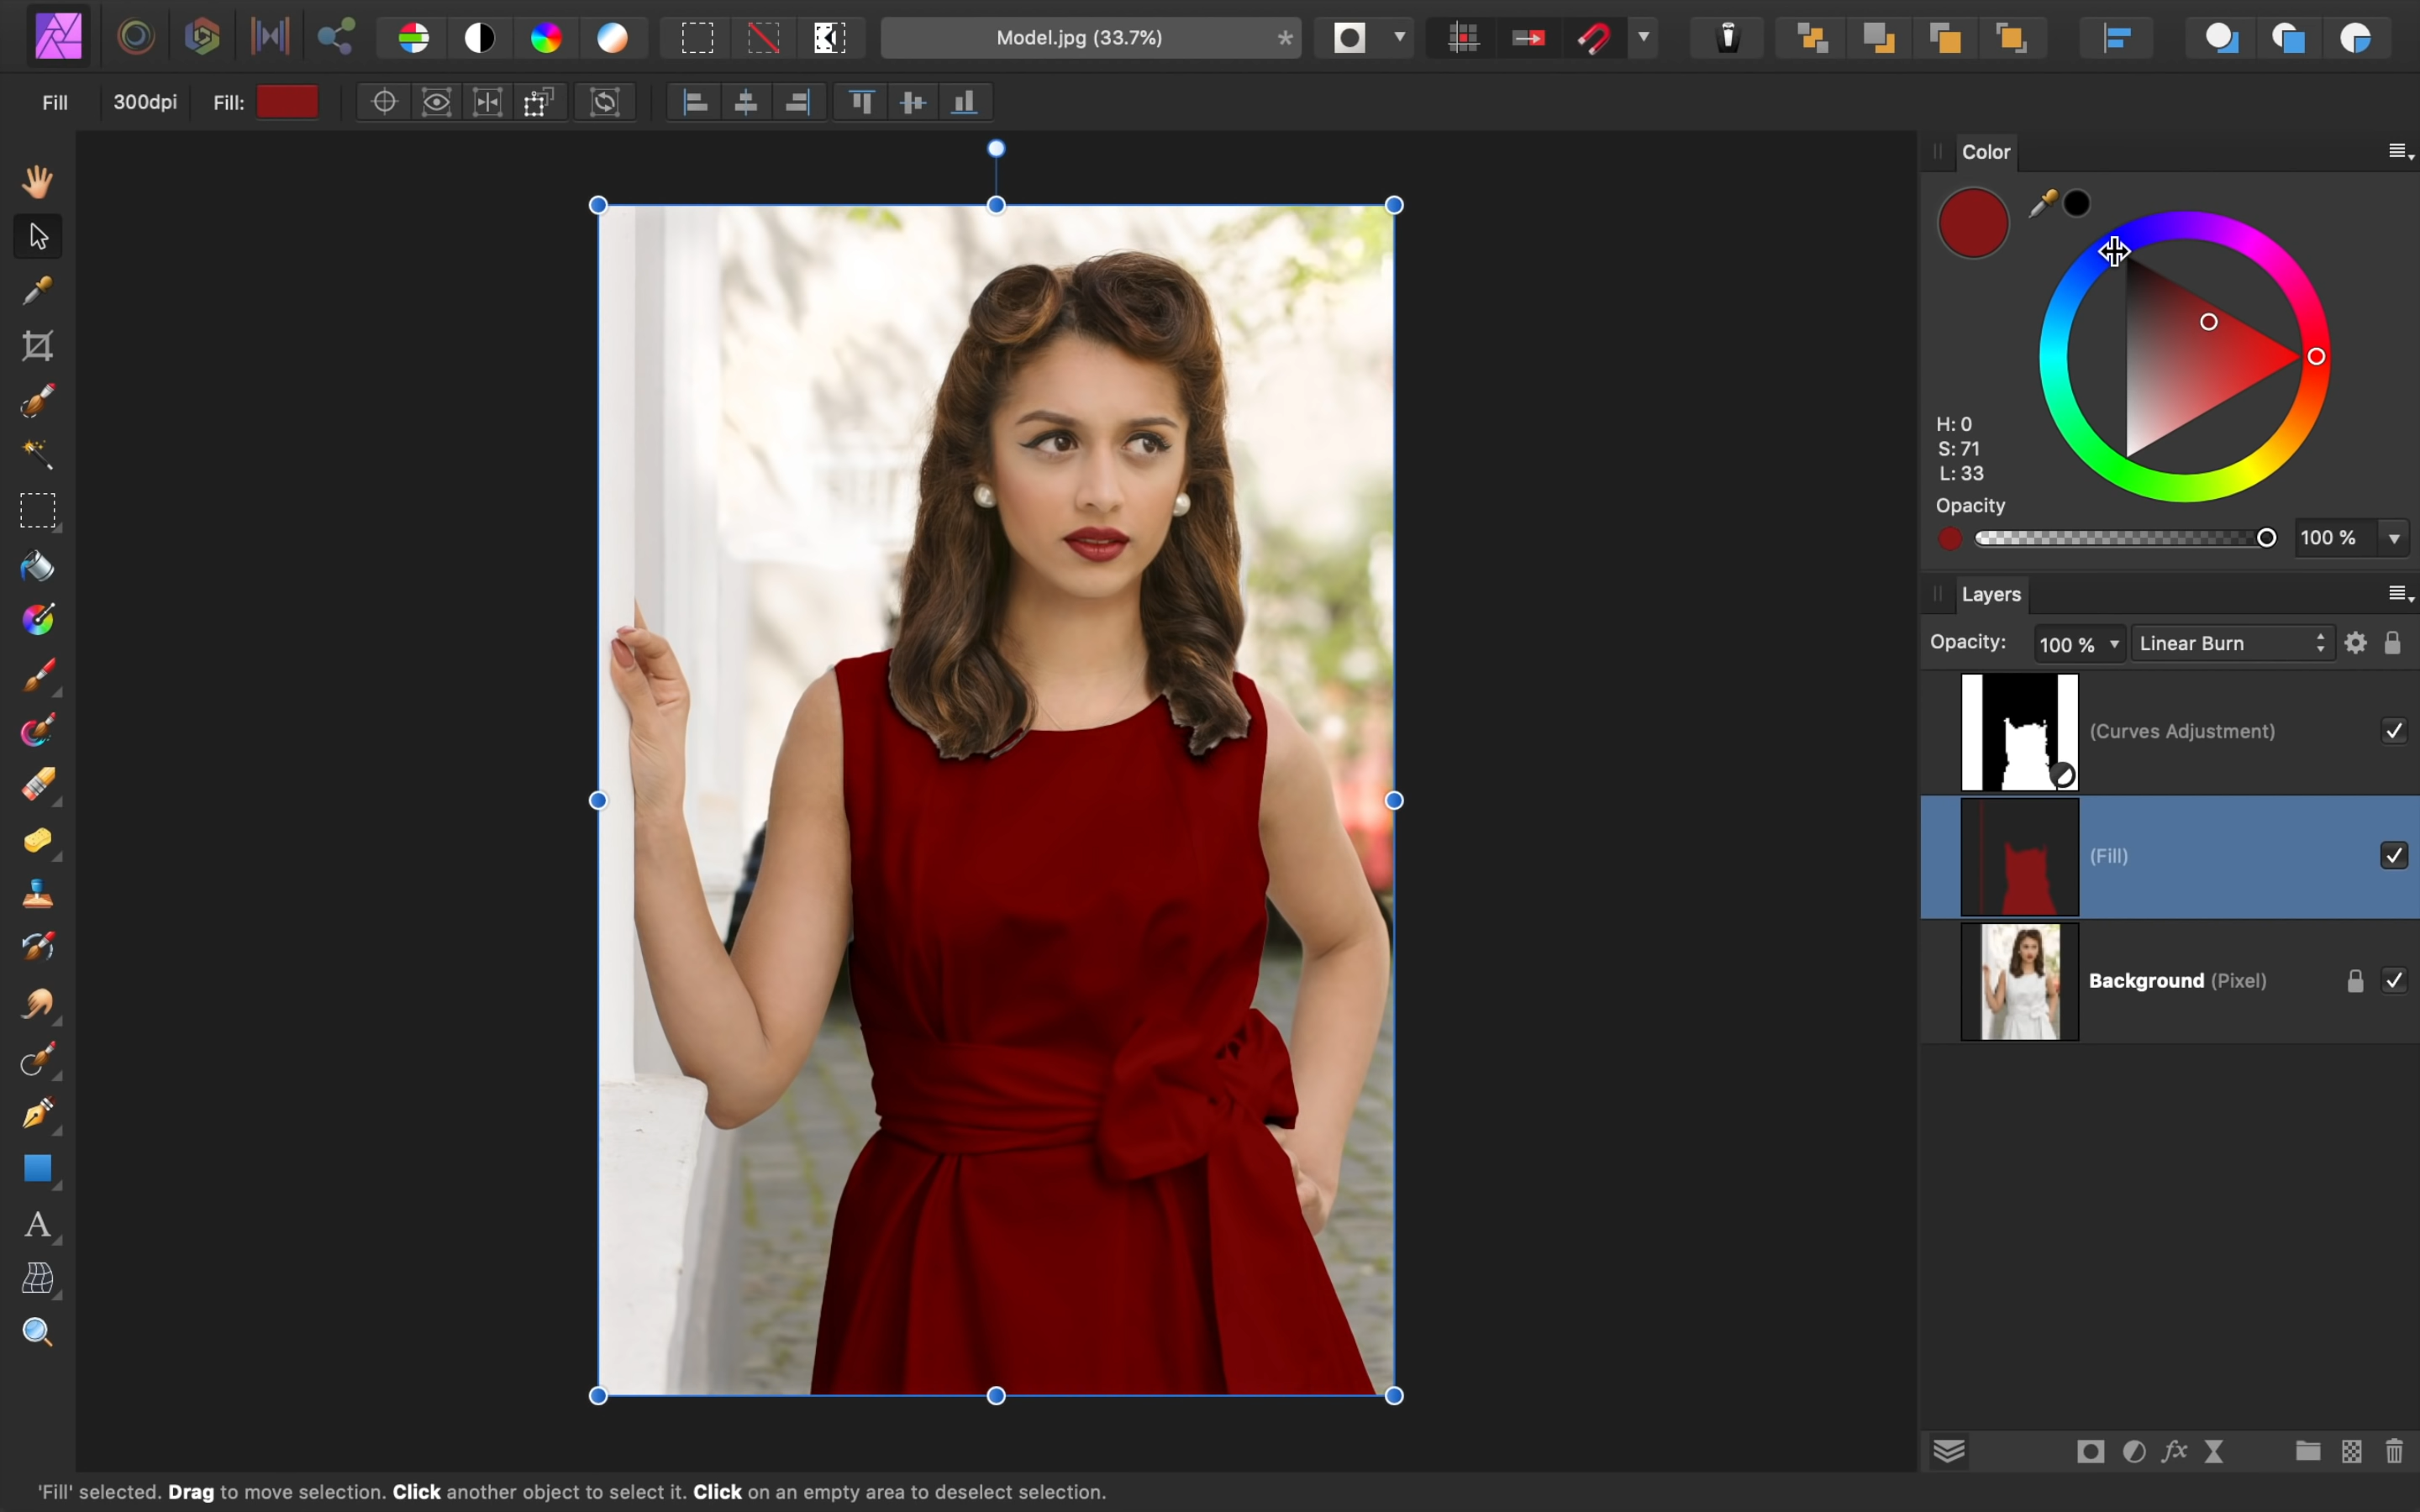 Model.jpg (33.7%)
*
Fill
300dpi
Fill:
Color
H: 0
S: 71
L: 33
Opacity
100 %
Layers
Opacity:
100 %
Linear Burn
(Curves Adjustment)
(Fill)
Background (Pixel)
A
fx
'Fill' selected. Drag to move selection. Click another object to select it. Click on an empty area to deselect selection.